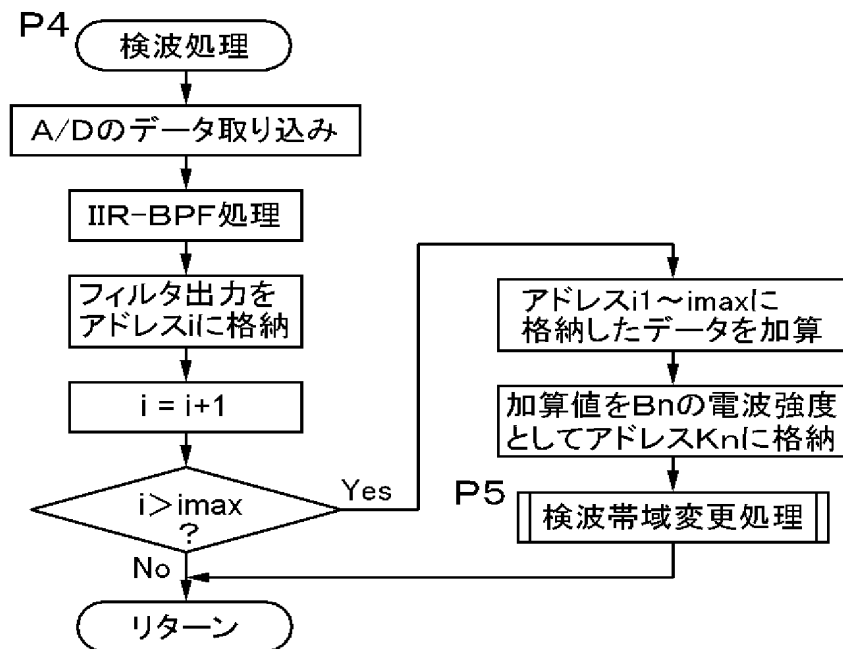 P4
検波処理
A/Dのデータ取り込み
IIR-BPF処理
フィルタ出力を
アドレスiに格納
i = i+1
i>imax
?
Yes
No
アドレスi1~imaxに
格納したデータを加算
加算値をBnの電波強度
としてアドレスKnに格納
P5
検波帯域変更処理
リターン